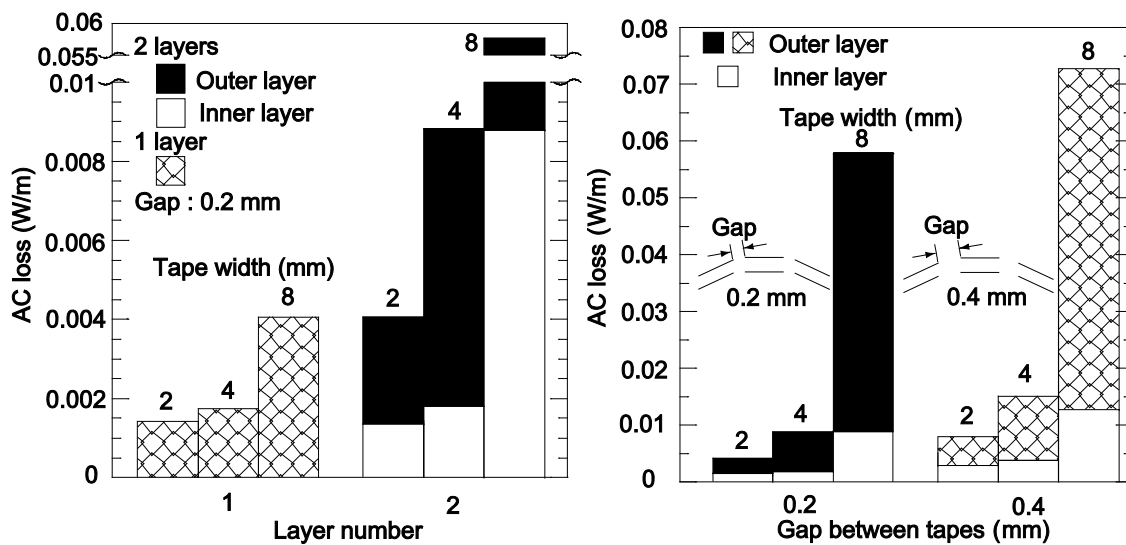 0.06
0.055
0.01
0.008
0.006
0.004
0.002
0
AC loss (W/m)
2 layers
Outer layer
Inner layer
1 layer
Gap : 0.2 mm
Tape width (mm)
2
4
8
2
4
8
1
2
Layer number
0.08
0.07
0.06
0.05
0.04
0.03
0.02
0.01
0
AC loss (W/m)
Outer layer
Inner layer
Tape width (mm)
Gap
0.2 mm
Gap
0.4 mm
2
4
8
2
4
8
0.2
0.4
Gap between tapes (mm)